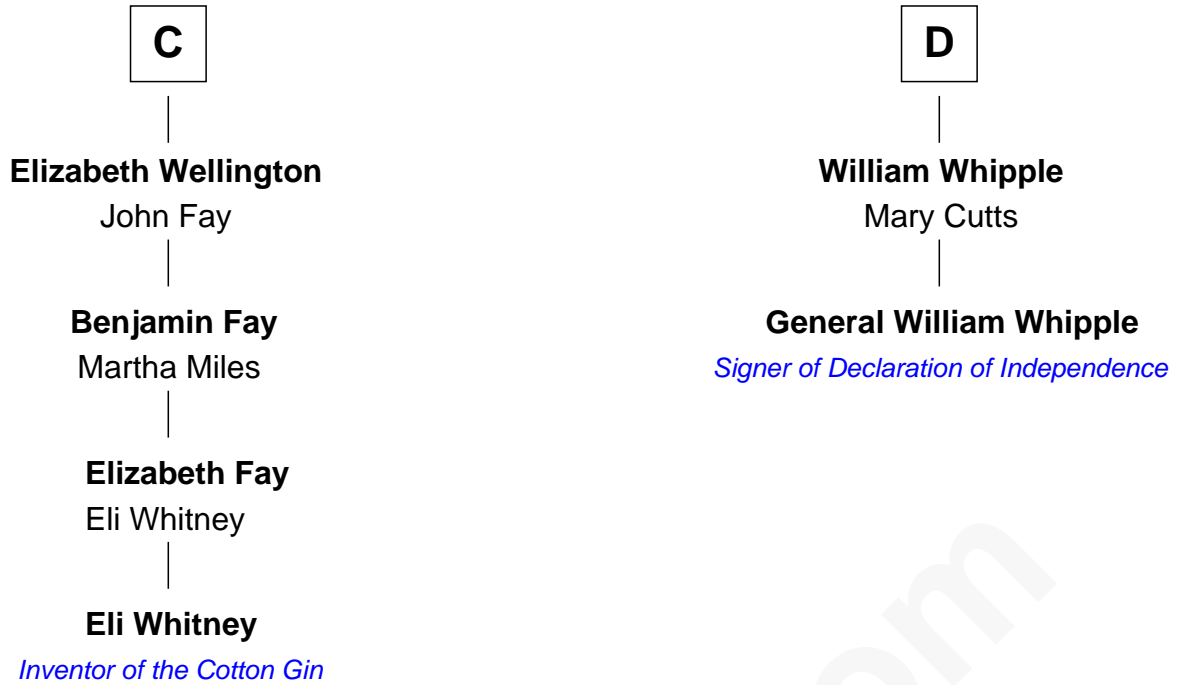 C
Elizabeth Wellington
John Fay
Benjamin Fay
Martha Miles
Elizabeth Fay
Eli Whitney
Eli Whitney
Inventor of the Cotton Gin
D
William Whipple
Mary Cutts
General William Whipple
Signer of Declaration of Independence
om